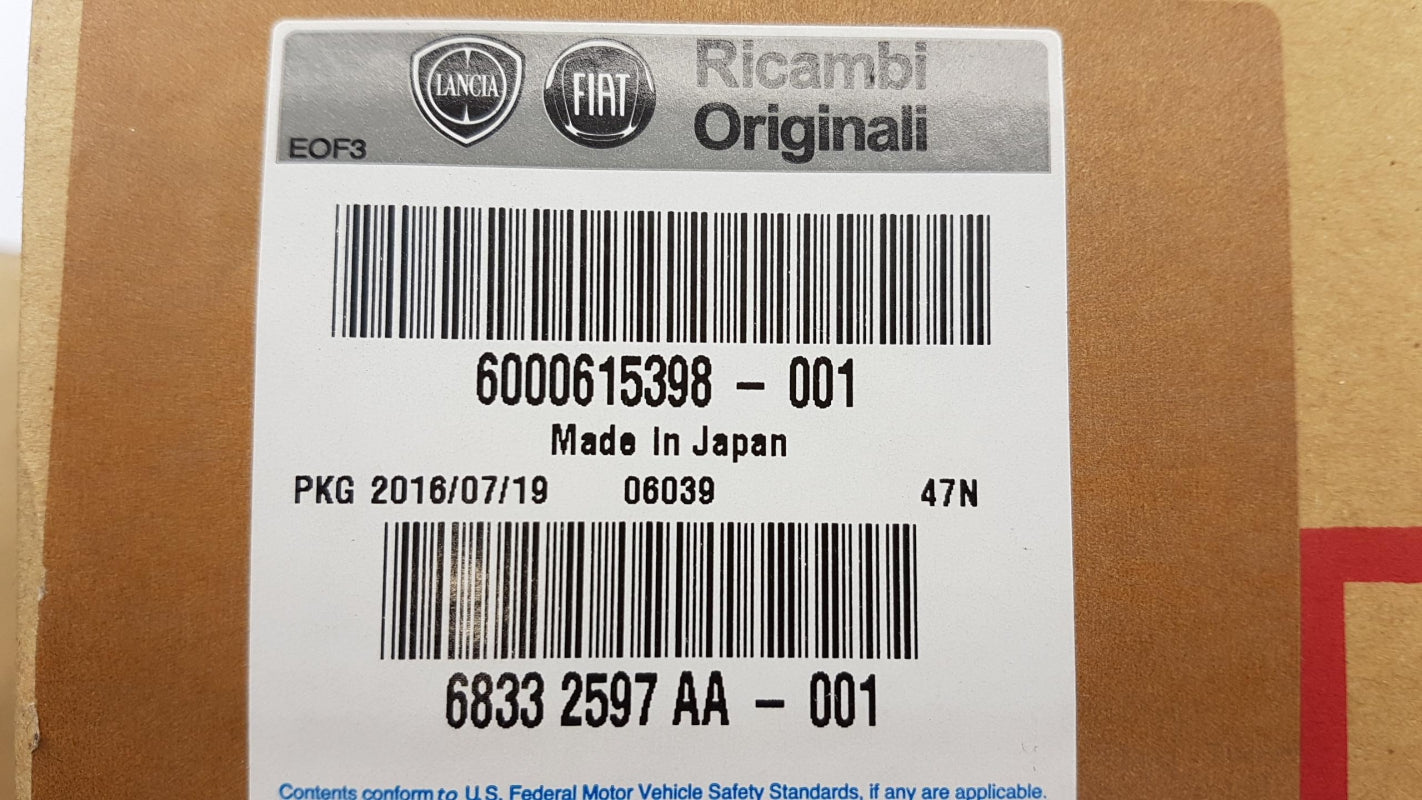 LANCIA FIAT Ricambi
EOF3 Originali
6000615398 - 001
Made In Japan
PKG 2016/07/19 06039 47N
6833 2597 AA - 001
Contents conform to U.S. Federal Motor Vehicle Safety Standards, if any are applicable.